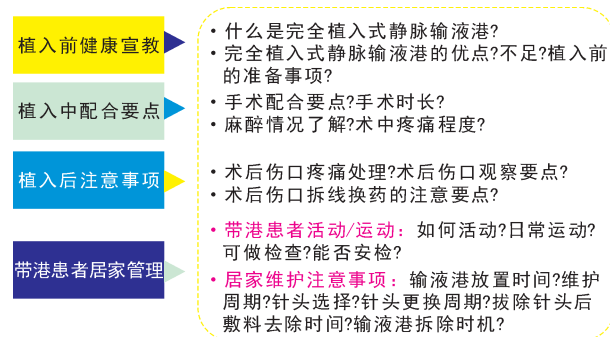 植入前健康宣教
·什么是完全植入式静脉输液港?
·完全植入式静脉输液港的优点?不足?植入前
的准备事项?
植入中配合要点
·手术配合要点?手术时长?
·麻醉情况了解?术中疼痛程度?
植入后注意事项
·术后伤口疼痛处理?术后伤口观察要点?
·术后伤口拆线换药的注意要点?
带港患者居家管理
·带港患者活动/运动：如何活动?日常运动?
可做检查?能否安检?
·居家维护注意事项：输液港放置时间?维护
周期?针头选择?针头更换周期?拔除针头后
敷料去除时间?输液港拆除时机?